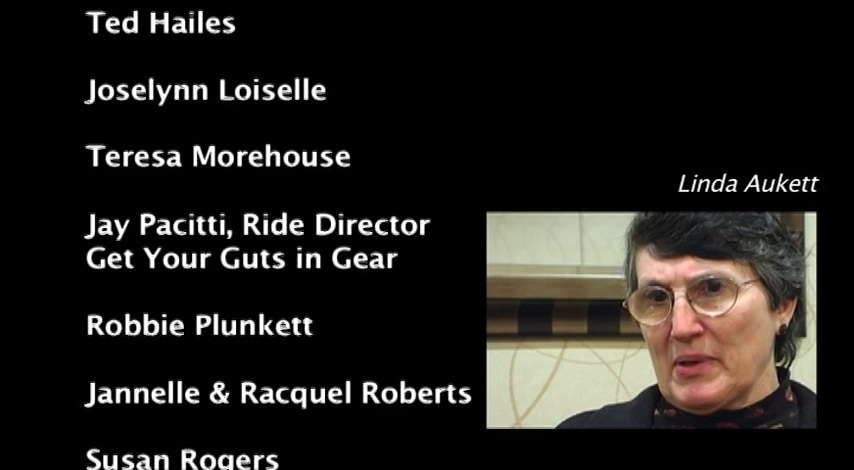 Ted Hailes
Joselynn Loiselle
Teresa Morehouse
Linda Aukett
Jay Pacitti, Ride Director
Get Your Guts in Gear
Robbie Plunkett
Jannelle & Racquel Roberts
Susan Rogers